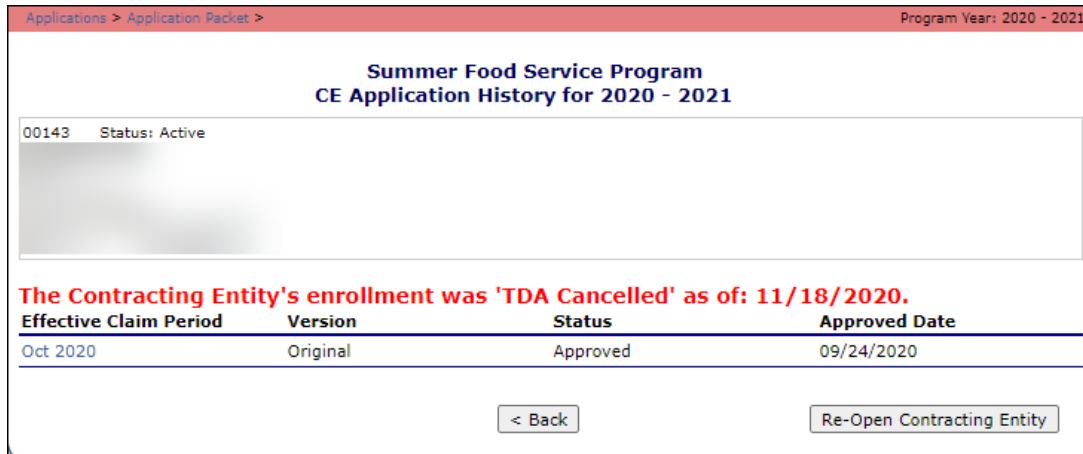 Applications > Application Packet > Program Year: 2020 - 2021
Summer Food Service Program
CE Application History for 2020 - 2021
00143 Status: Active
The Contracting Entity's enrollment was 'TDA Cancelled' as of: 11/18/2020.
Effective Claim Period Version Status Approved Date
Oct 2020 Original Approved 09/24/2020
< Back Re-Open Contracting Entity